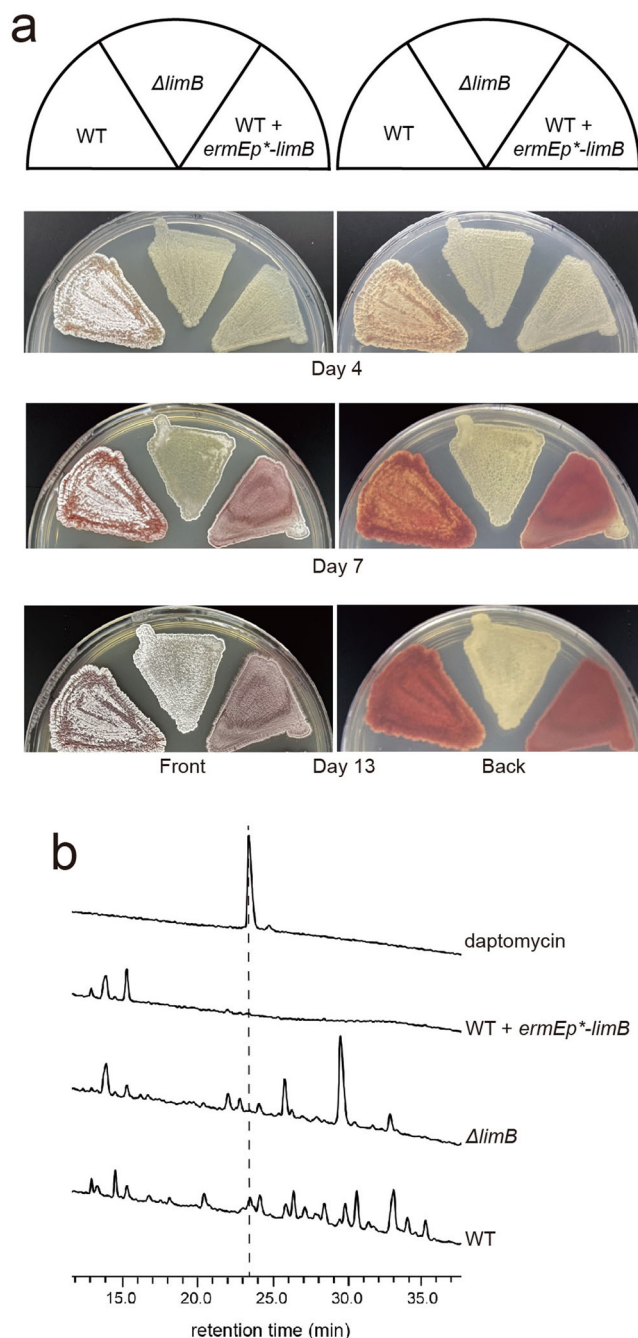 a
WT
ΔlimB
WT +
ermEp*-limB
WT
ΔlimB
WT +
ermEp*-limB
Day 4
Day 7
Front
Day 13
Back
b
daptomycin
WT + ermEp*-limB
ΔlimB
WT
15.0 20.0 25.0 30.0 35.0
retention time (min)